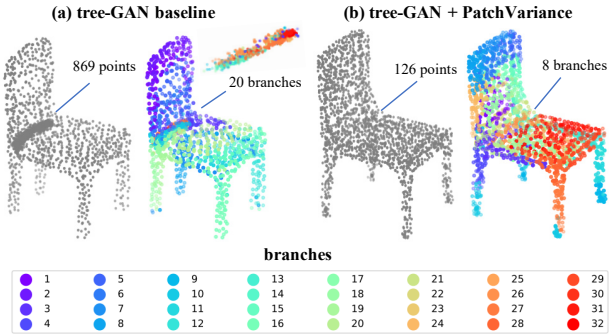 (a) tree-GAN baseline
(b) tree-GAN + PatchVariance
869 points
20 branches
126 points
8 branches
branches
1 5 9 13 17 21 25 29
2 6 10 14 18 22 26 30
3 7 11 15 19 23 27 31
4 8 12 16 20 24 28 32